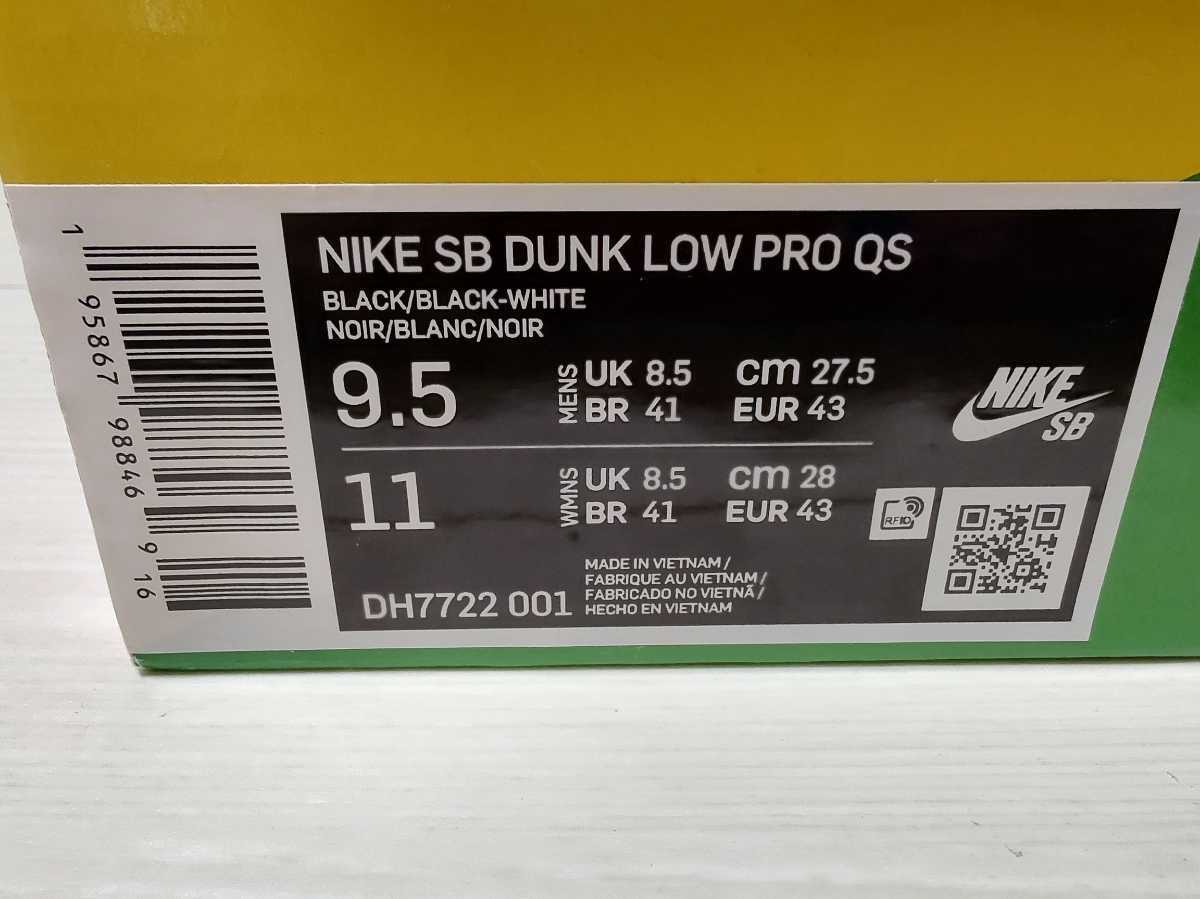 1 95867 98846 9 16
NIKE SB DUNK LOW PRO QS
BLACK/BLACK-WHITE
NOIR/BLANC/NOIR
9.5 MENS UK 8.5 cm 27.5
BR 41 EUR 43
11 WMNS UK 8.5 cm 28
BR 41 EUR 43
NIKE
SB
RFID
MADE IN VIETNAM /
FABRIQUE AU VIETNAM /
FABRICADO NO VIETNÃ /
DH7722 001 HECHO EN VIETNAM